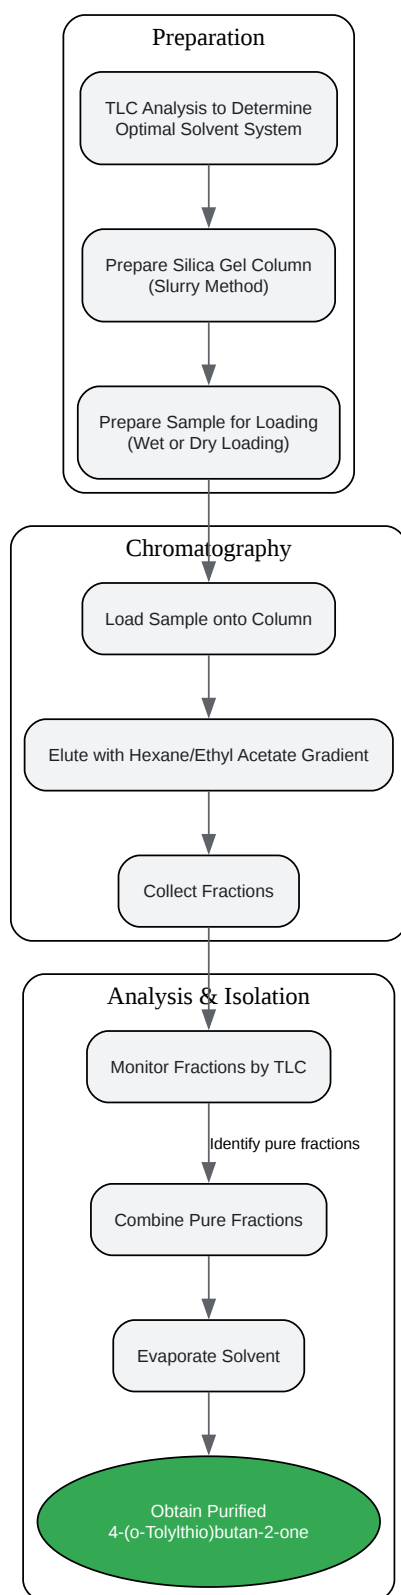 Preparation
TLC Analysis to Determine
Optimal Solvent System
Prepare Silica Gel Column
(Slurry Method)
Prepare Sample for Loading
(Wet or Dry Loading)
Chromatography
Load Sample onto Column
Elute with Hexane/Ethyl Acetate Gradient
Collect Fractions
Analysis & Isolation
Monitor Fractions by TLC
Identify pure fractions
Combine Pure Fractions
Evaporate Solvent
Obtain Purified
4-(o-Tolylthio)butan-2-one